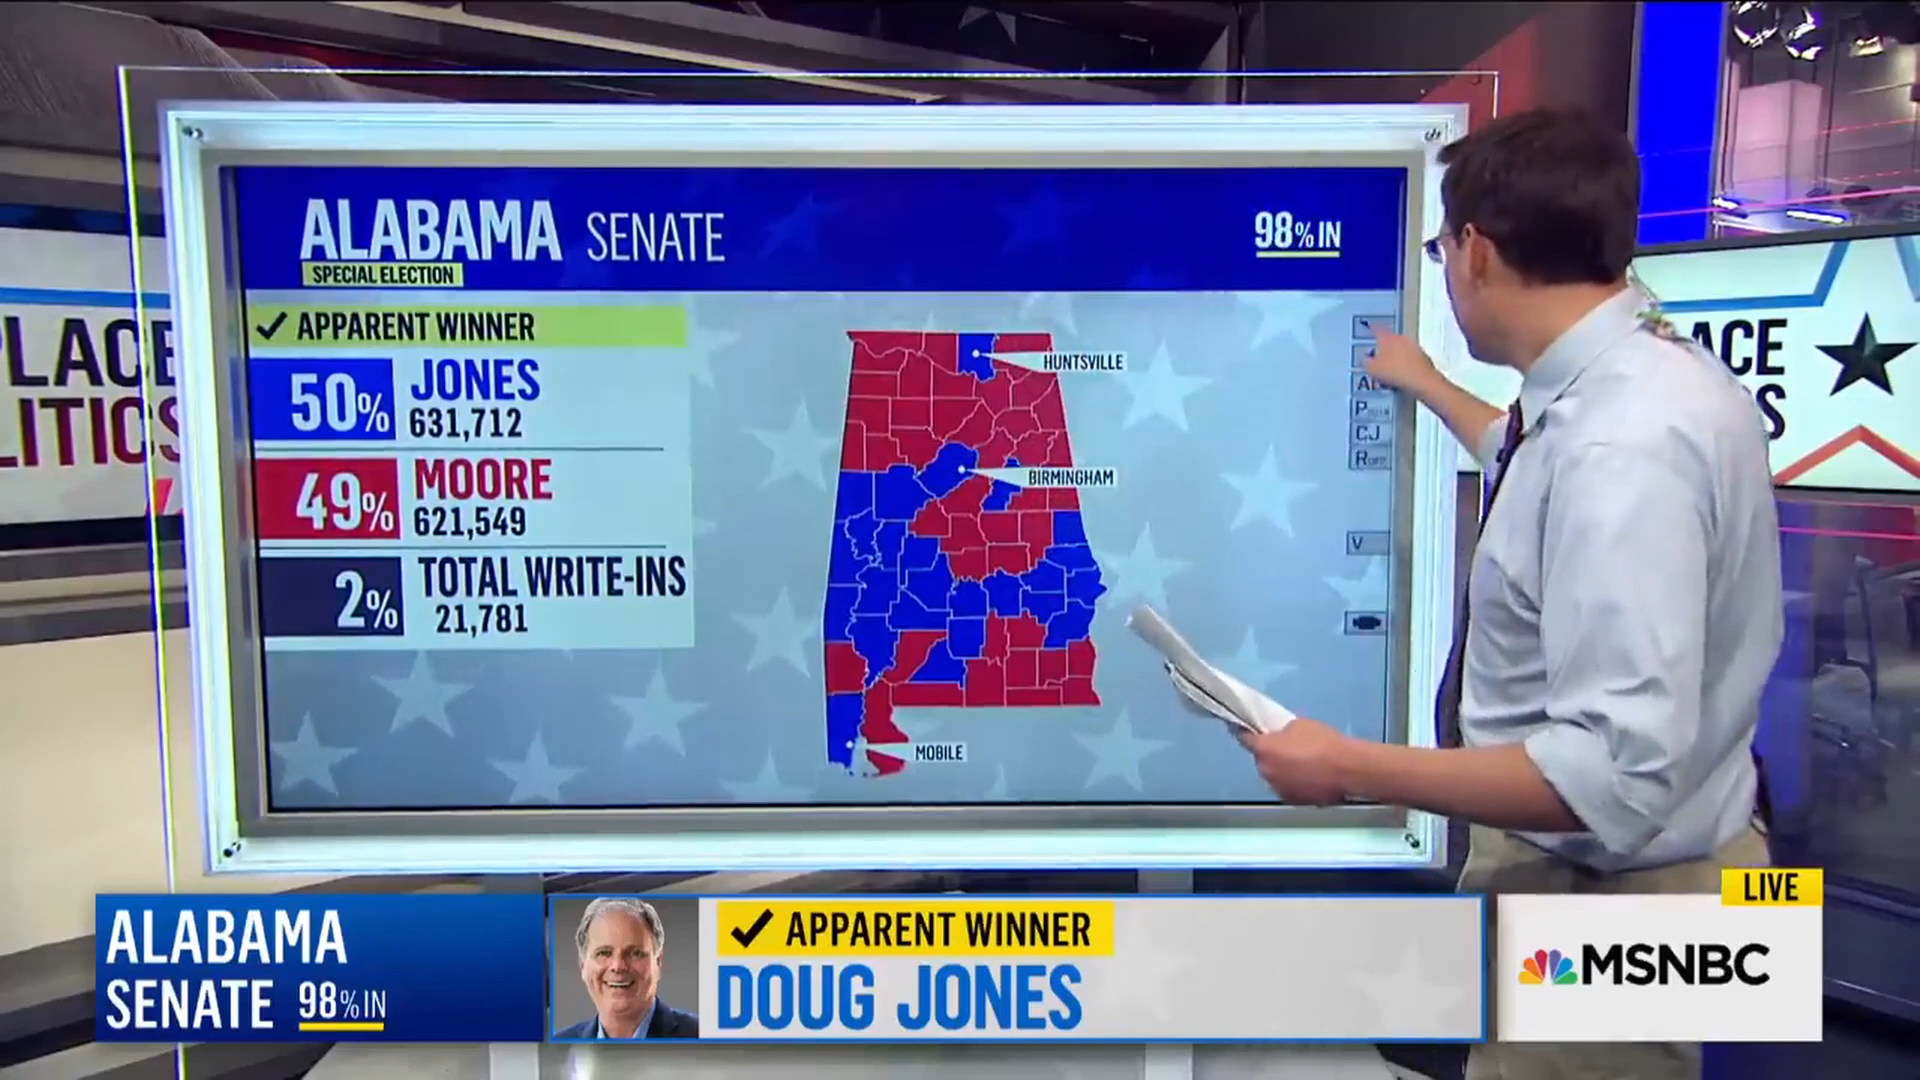 ALABAMA SENATE
98% IN
SPECIAL ELECTION
✓ APPARENT WINNER
50% JONES
631,712
49% MOORE
621,549
2% TOTAL WRITE-INS
21,781
HUNTSVILLE
BIRMINGHAM
MOBILE
CJ
V
PLACE
LITICS
ACE
S
LIVE
ALABAMA
SENATE 98% IN
✓ APPARENT WINNER
DOUG JONES
MSNBC